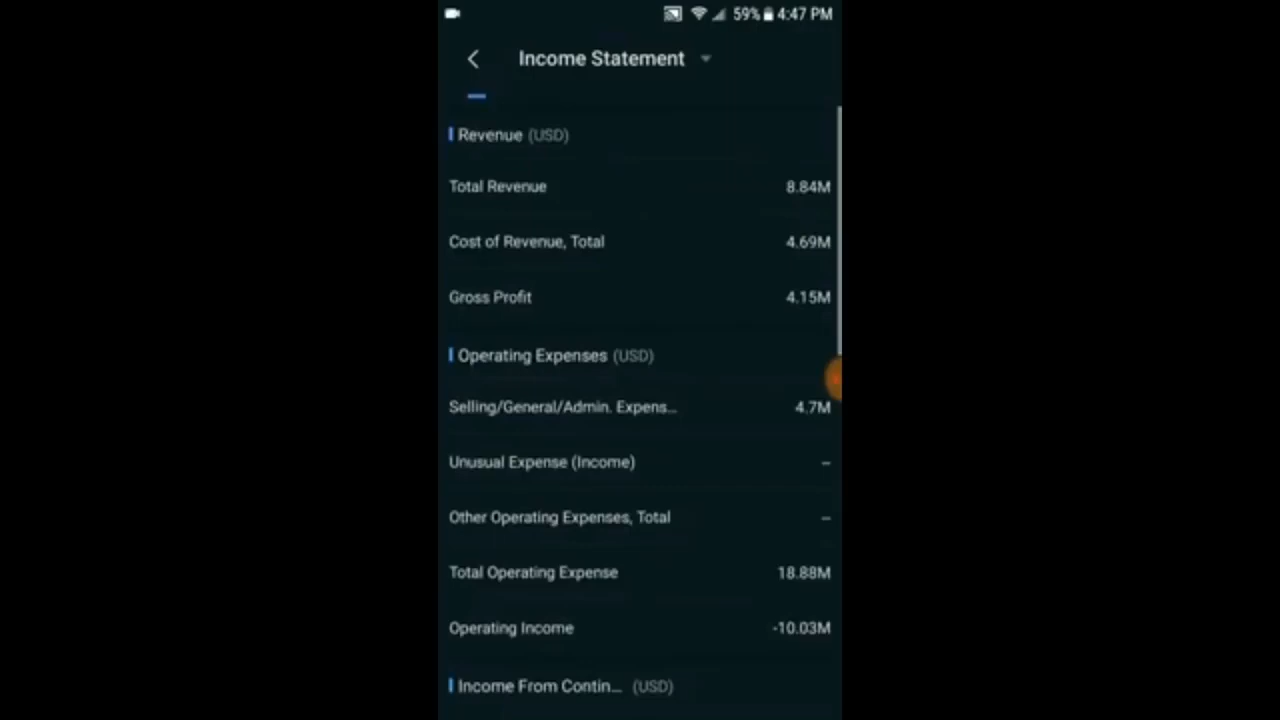 59% 4:47 PM
Income Statement
Revenue (USD)
Total Revenue 8.84M
Cost of Revenue, Total 4.69M
Gross Profit 4.15M
Operating Expenses (USD)
Selling/General/Admin. Expens... 4.7M
Unusual Expense (Income) --
Other Operating Expenses, Total --
Total Operating Expense 18.88M
Operating Income -10.03M
Income From Contin... (USD)